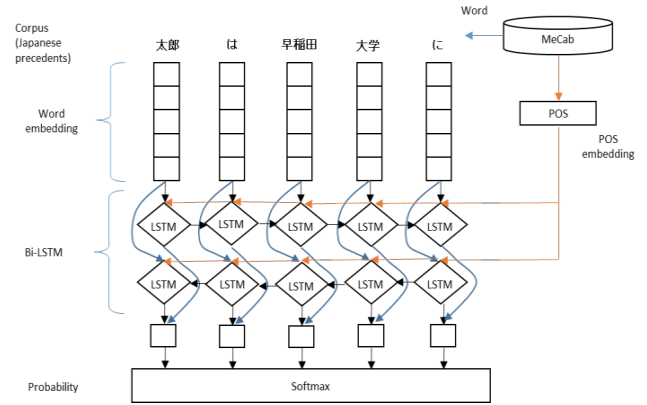 Word
Corpus
(Japanese
precedents)
太郎 は 早稲田 大学 に
MeCab
Word
embedding
POS
POS
embedding
LSTM LSTM LSTM LSTM LSTM
Bi-LSTM
LSTM LSTM LSTM LSTM LSTM
Probability
Softmax